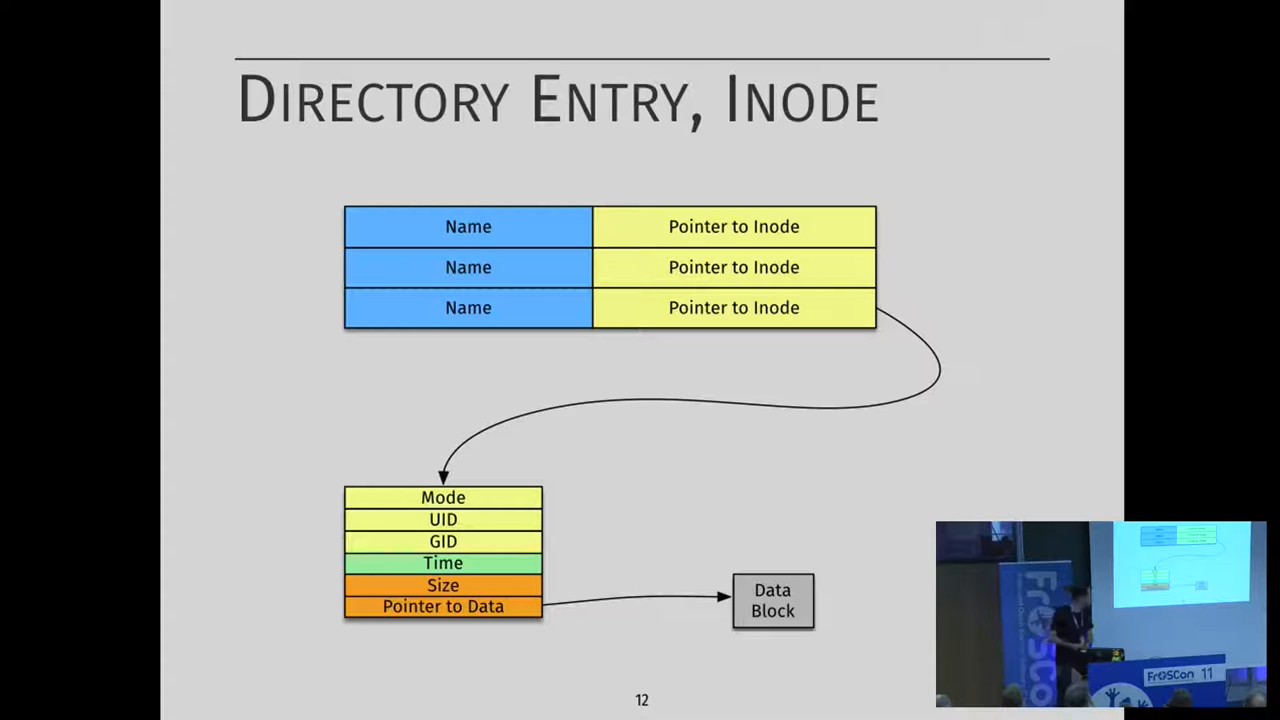 DIRECTORY ENTRY, INODE
Name
Pointer to Inode
Name
Pointer to Inode
Name
Pointer to Inode
Mode
UID
GID
Time
Size
Pointer to Data
Data
Block
12
FrOSCon
FrOSCon 11